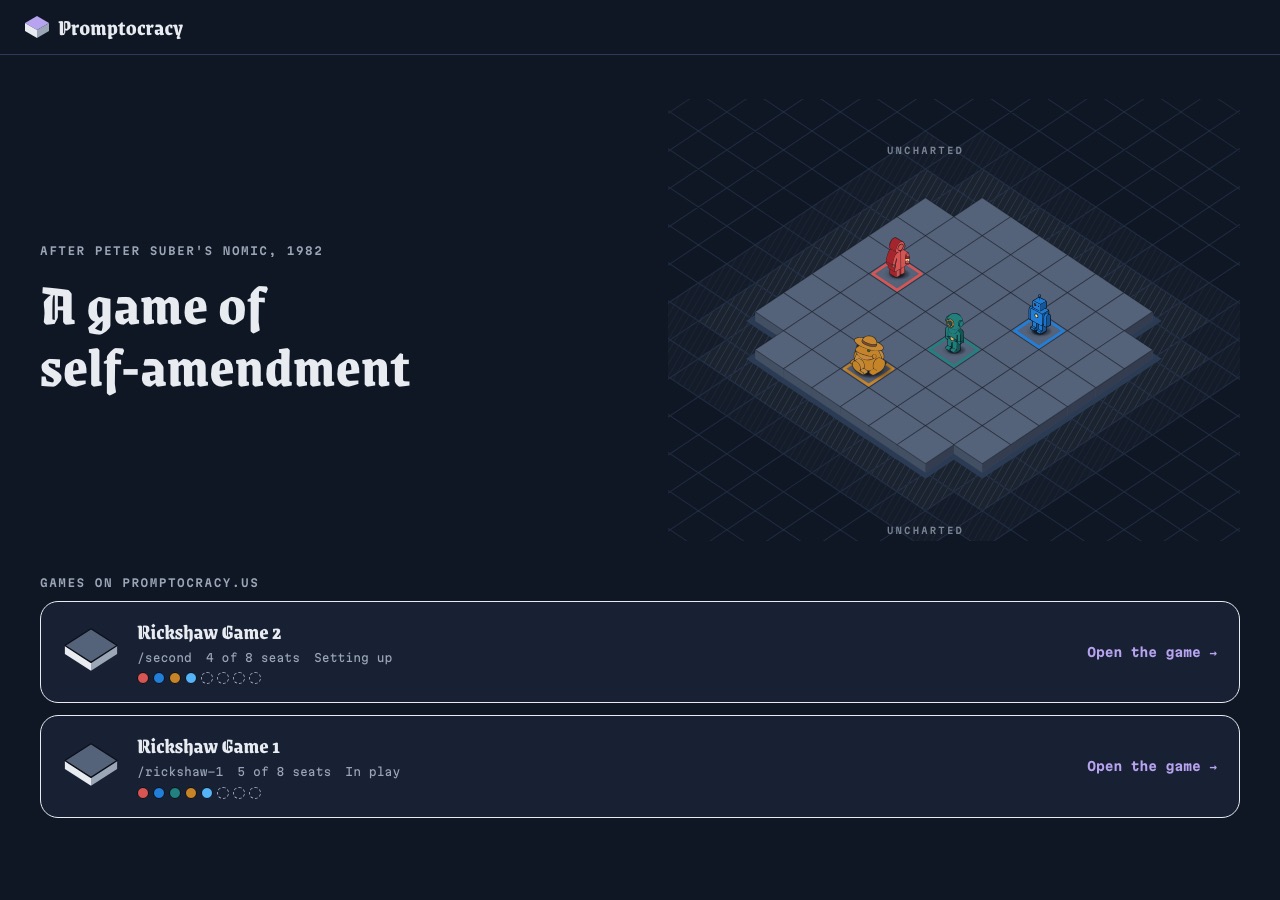 Promptocracy
UNCHARTED
AFTER PETER SUBER'S NOMIC, 1982
A game of
self-amendment
UNCHARTED
GAMES ON PROMPTOCRACY.US
Rickshaw Game 2
/second 4 of 8 seats Setting up
Open the game →
Rickshaw Game 1
/rickshaw-1 5 of 8 seats In play
Open the game →